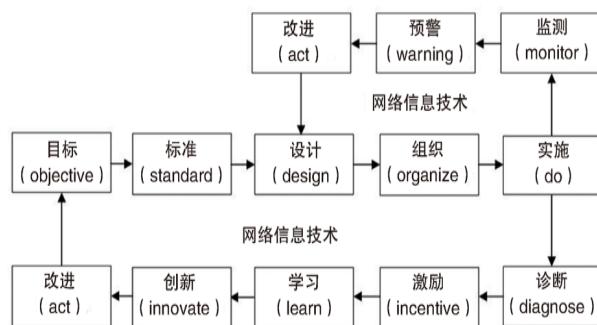 改进
( act )
预警
( warning )
监测
( monitor )
网络信息技术
目标
( objective )
标准
( standard )
设计
( design )
组织
( organize )
实施
( do )
网络信息技术
改进
( act )
创新
( innovate )
学习
( learn )
激励
( incentive )
诊断
( diagnose )